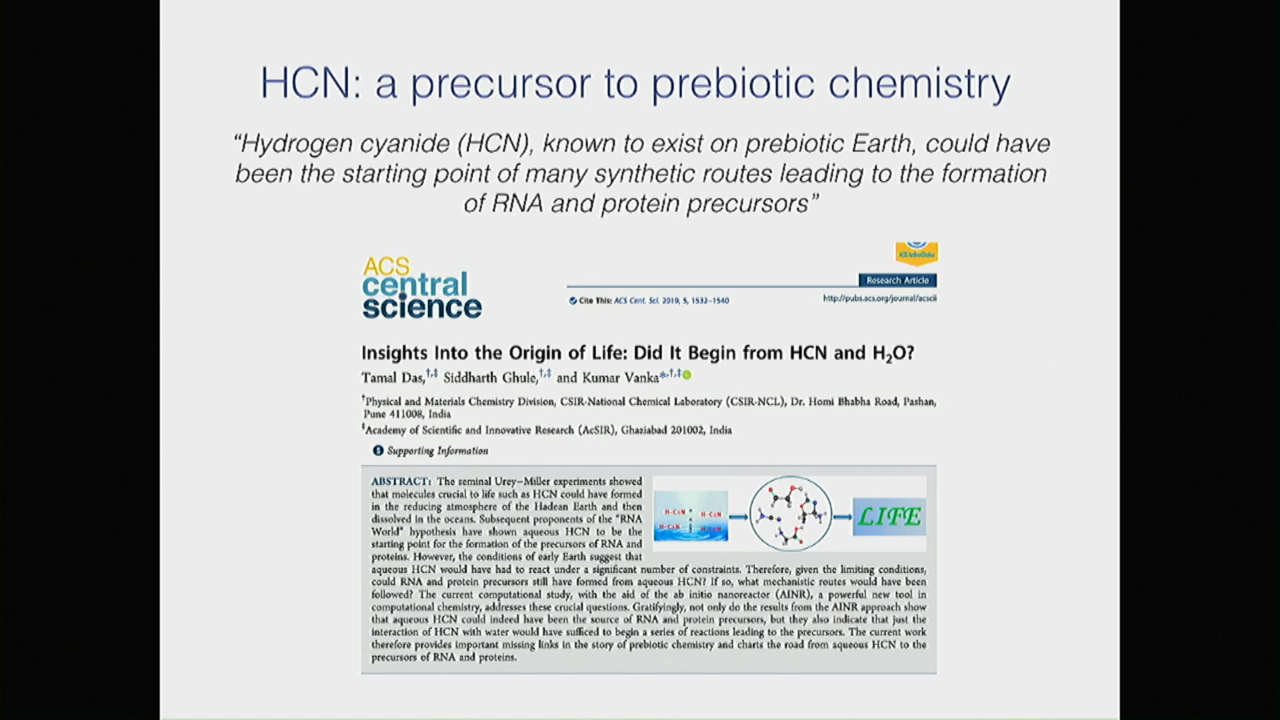 HCN: a precursor to prebiotic chemistry
“Hydrogen cyanide (HCN), known to exist on prebiotic Earth, could have
been the starting point of many synthetic routes leading to the formation
of RNA and protein precursors”
ACS
central
science
Research Article
Cite This: ACS Cent. Sci. 2019, 5, 1532–1540
http://pubs.acs.org/journal/acscii
Insights Into the Origin of Life: Did It Begin from HCN and H₂O?
Tamal Das,†,‡ Siddharth Ghule,†,‡ and Kumar Vanka*,†,‡
†Physical and Materials Chemistry Division, CSIR-National Chemical Laboratory (CSIR-NCL), Dr. Homi Bhabha Road, Pashan,
Pune 411008, India
‡Academy of Scientific and Innovative Research (AcSIR), Ghaziabad 201002, India
Supporting Information
ABSTRACT: The seminal Urey–Miller experiments showed
that molecules crucial to life such as HCN could have formed
in the reducing atmosphere of the Hadean Earth and then
dissolved in the oceans. Subsequent proponents of the “RNA
World” hypothesis have shown aqueous HCN to be the
starting point for the formation of the precursors of RNA and
proteins. However, the conditions of early Earth suggest that
aqueous HCN would have had to react under a significant number of constraints. Therefore, given the limiting conditions,
could RNA and protein precursors still have formed from aqueous HCN? If so, what mechanistic routes would have been
followed? The current computational study, with the aid of the ab initio nanoreactor (AINR), a powerful new tool in
computational chemistry, addresses these crucial questions. Gratifyingly, not only do the results from the AINR approach show
that aqueous HCN could indeed have been the source of RNA and protein precursors, but they also indicate that just the
interaction of HCN with water would have sufficed to begin a series of reactions leading to the precursors. The current work
therefore provides important missing links in the story of prebiotic chemistry and charts the road from aqueous HCN to the
precursors of RNA and proteins.
LIFE